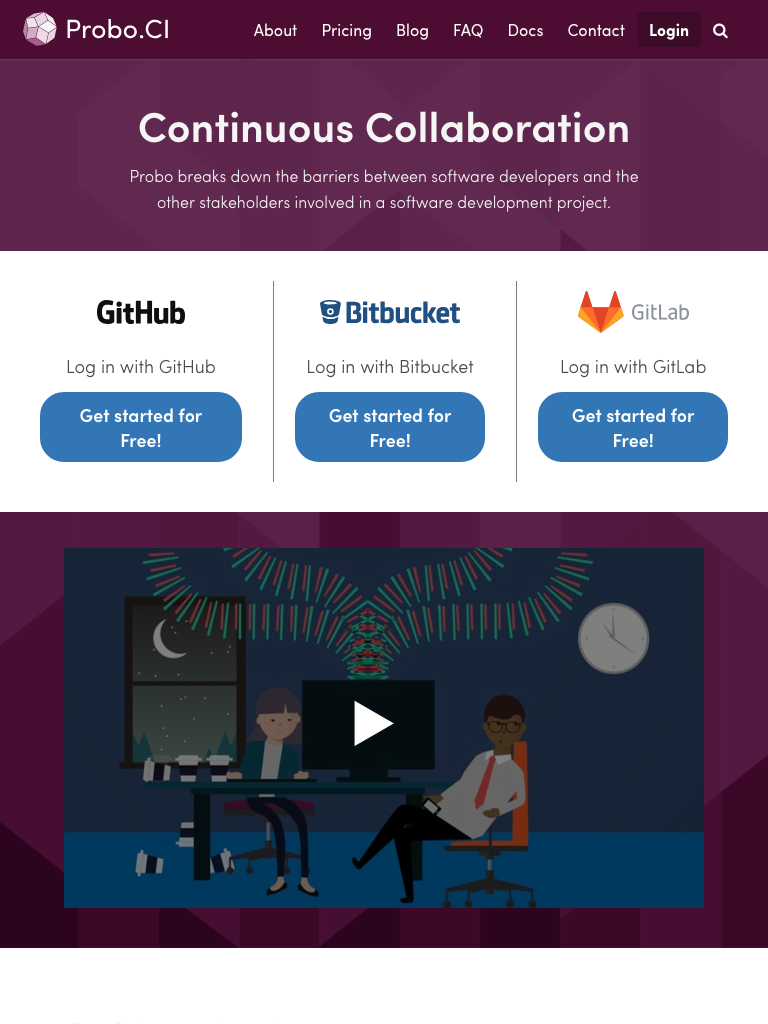 Probo.CI
About Pricing Blog FAQ Docs Contact Login
Continuous Collaboration
Probo breaks down the barriers between software developers and the
other stakeholders involved in a software development project.
GitHub
Log in with GitHub
Get started for
Free!
Bitbucket
Log in with Bitbucket
Get started for
Free!
GitLab
Log in with GitLab
Get started for
Free!